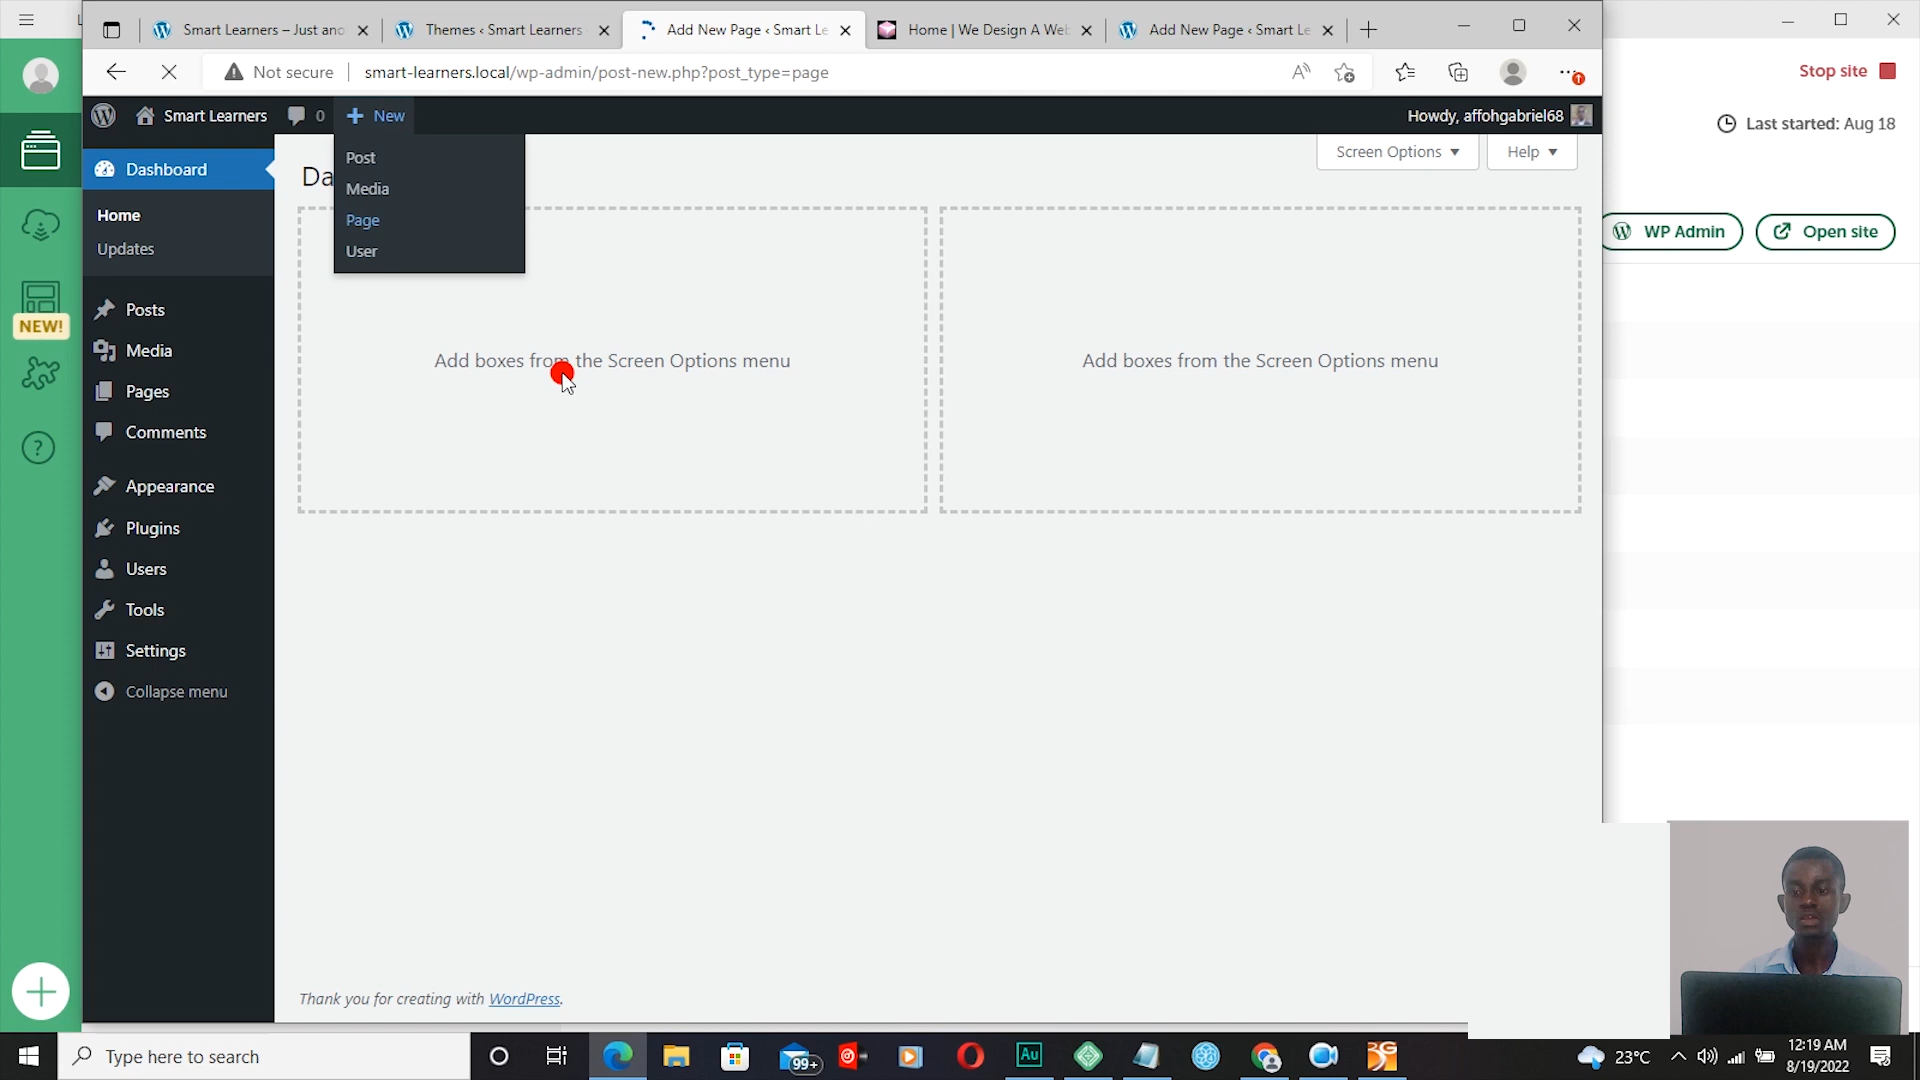 Smart Learners – Just ano
Themes ‹ Smart Learners
Add New Page ‹ Smart Le
Home | We Design A Web
Add New Page ‹ Smart Le
Not secure
smart-learners.local/wp-admin/post-new.php?post_type=page
Stop site
Smart Learners
0
New
Howdy, affohgabriel68
Last started: Aug 18
Dashboard
Da
Post
Media
Page
User
Screen Options
Help
Home
Updates
WP Admin
Open site
Posts
Media
Pages
Comments
Appearance
Plugins
Users
Tools
Settings
Collapse menu
NEW!
Add boxes from the Screen Options menu
Add boxes from the Screen Options menu
Thank you for creating with WordPress.
Type here to search
99+
Au
23°C
12:19 AM
8/19/2022